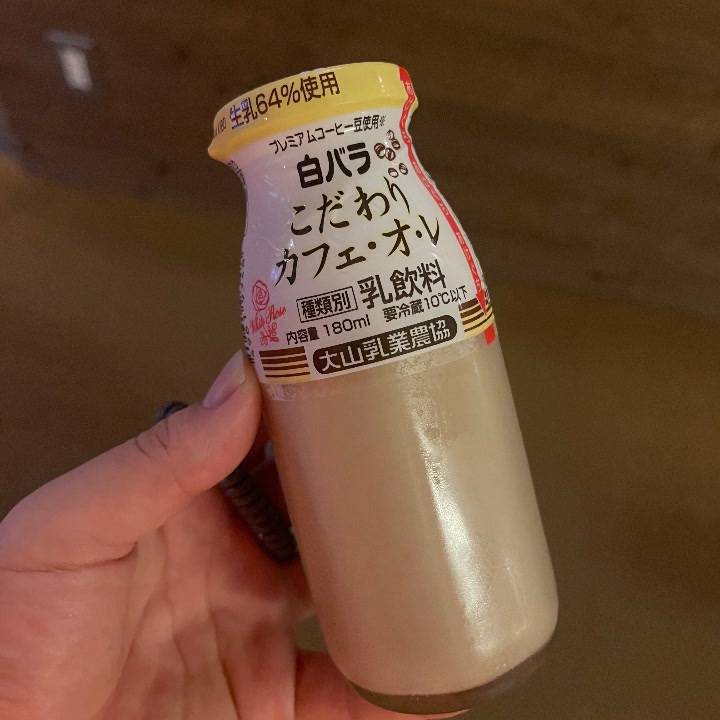 生乳64%使用
プレミアムコーヒー豆使用※
白バラ
こだわり
カフェ・オ・レ
種類別 乳飲料
White Rose
内容量 180ml 要冷蔵10℃以下
大山乳業農協